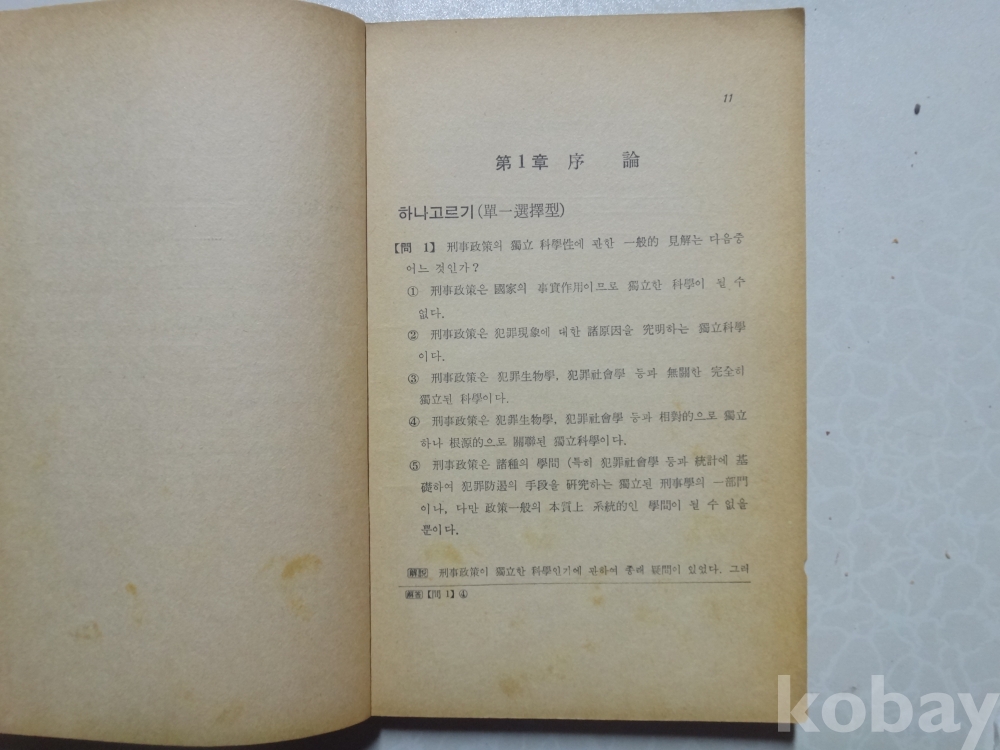 11
第1章 序 論
하나고르기(單一選擇型)
【問 1】 刑事政策의 獨立 科學性에 관한 一般的 見解는 다음중
어느 것인가?
① 刑事政策은 國家의 事實作用이므로 獨立한 科學이 될 수
없다.
② 刑事政策은 犯罪現象에 대한 諸原因을 究明하는 獨立科學
이다.
③ 刑事政策은 犯罪生物學, 犯罪社會學 등과 無關한 完全히
獨立된 科學이다.
④ 刑事政策은 犯罪生物學, 犯罪社會學 등과 相對的으로 獨立
하나 根源的으로 關聯된 獨立科學이다.
⑤ 刑事政策은 諸種의 學問 (특히 犯罪社會學 등과 統計에 基
礎하여 犯罪防遏의 手段을 硏究하는 獨立된 刑事學의 一部門
이나, 다만 政策一般의 本質上 系統的인 學問이 될 수 없을
뿐이다.
解說 刑事政策이 獨立한 科學인가에 관하여 종래 疑問이 있었다. 그러
解答 【問 1】④
kobay